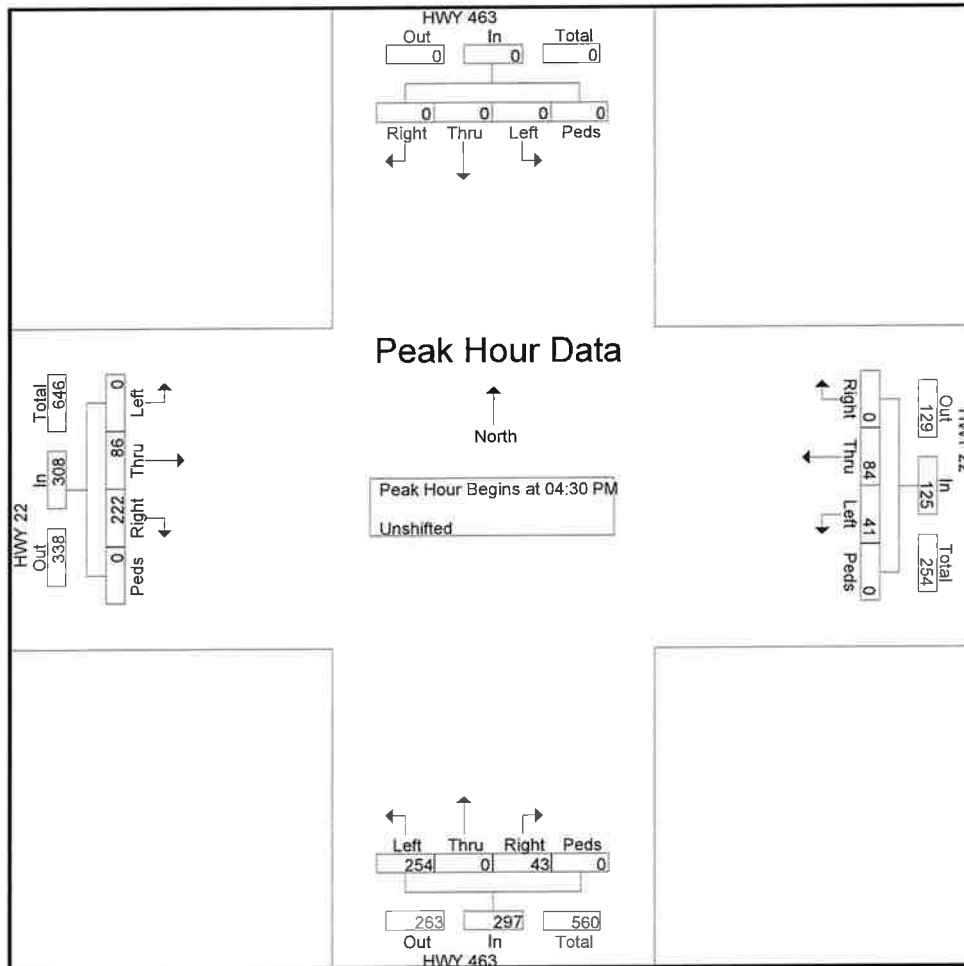 HWY 463
Out In Total
0 0 0
0 0 0 0
Right Thru Left Peds
Peak Hour Data
North
Peak Hour Begins at 04:30 PM
Unshifted
HWY 22
Out In Total
338 308 646
0 222 86 0
Peds Right Thru Left
HWY 22
Out In Total
129 125 254
0 84 41 0
Right Thru Left Peds
Left Thru Right Peds
254 0 43 0
263 297 560
Out In Total
HWY 463